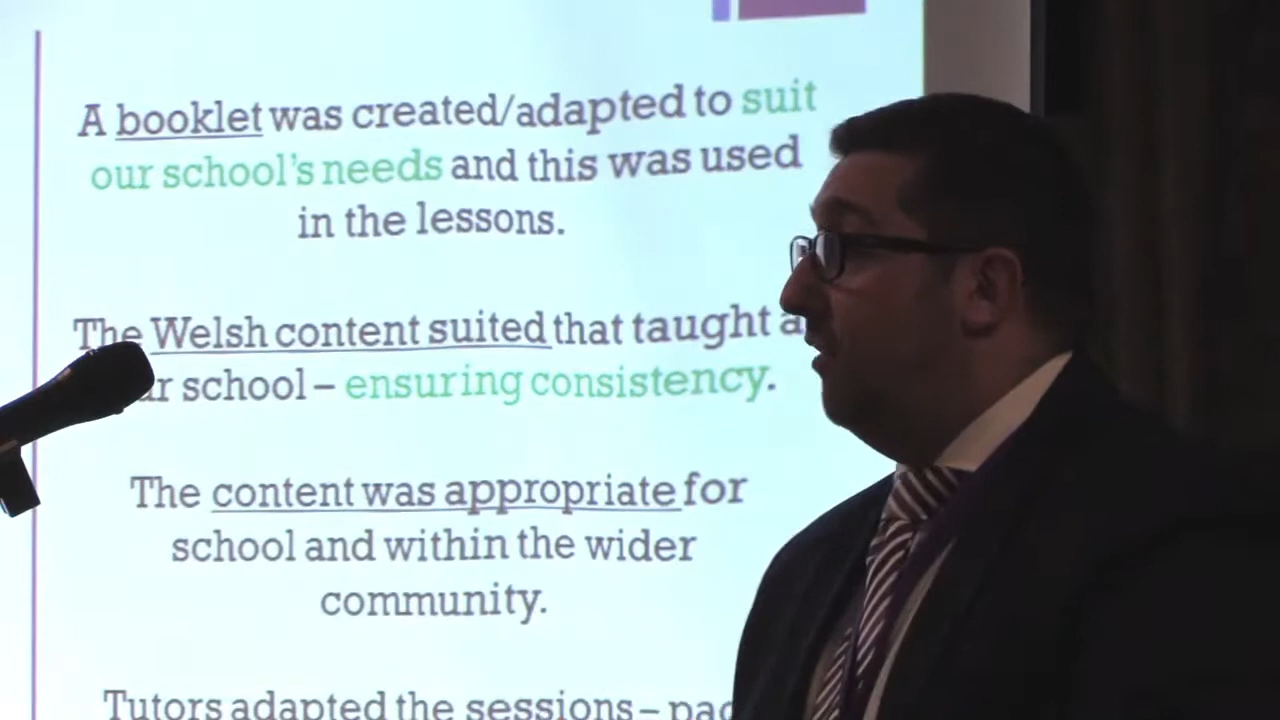 A booklet was created/adapted to suit
our school's needs and this was used
in the lessons.
The Welsh content suited that taught
school – ensuring consistency.
The content was appropriate for
school and within the wider
community.
Tutors adapted the sessions –